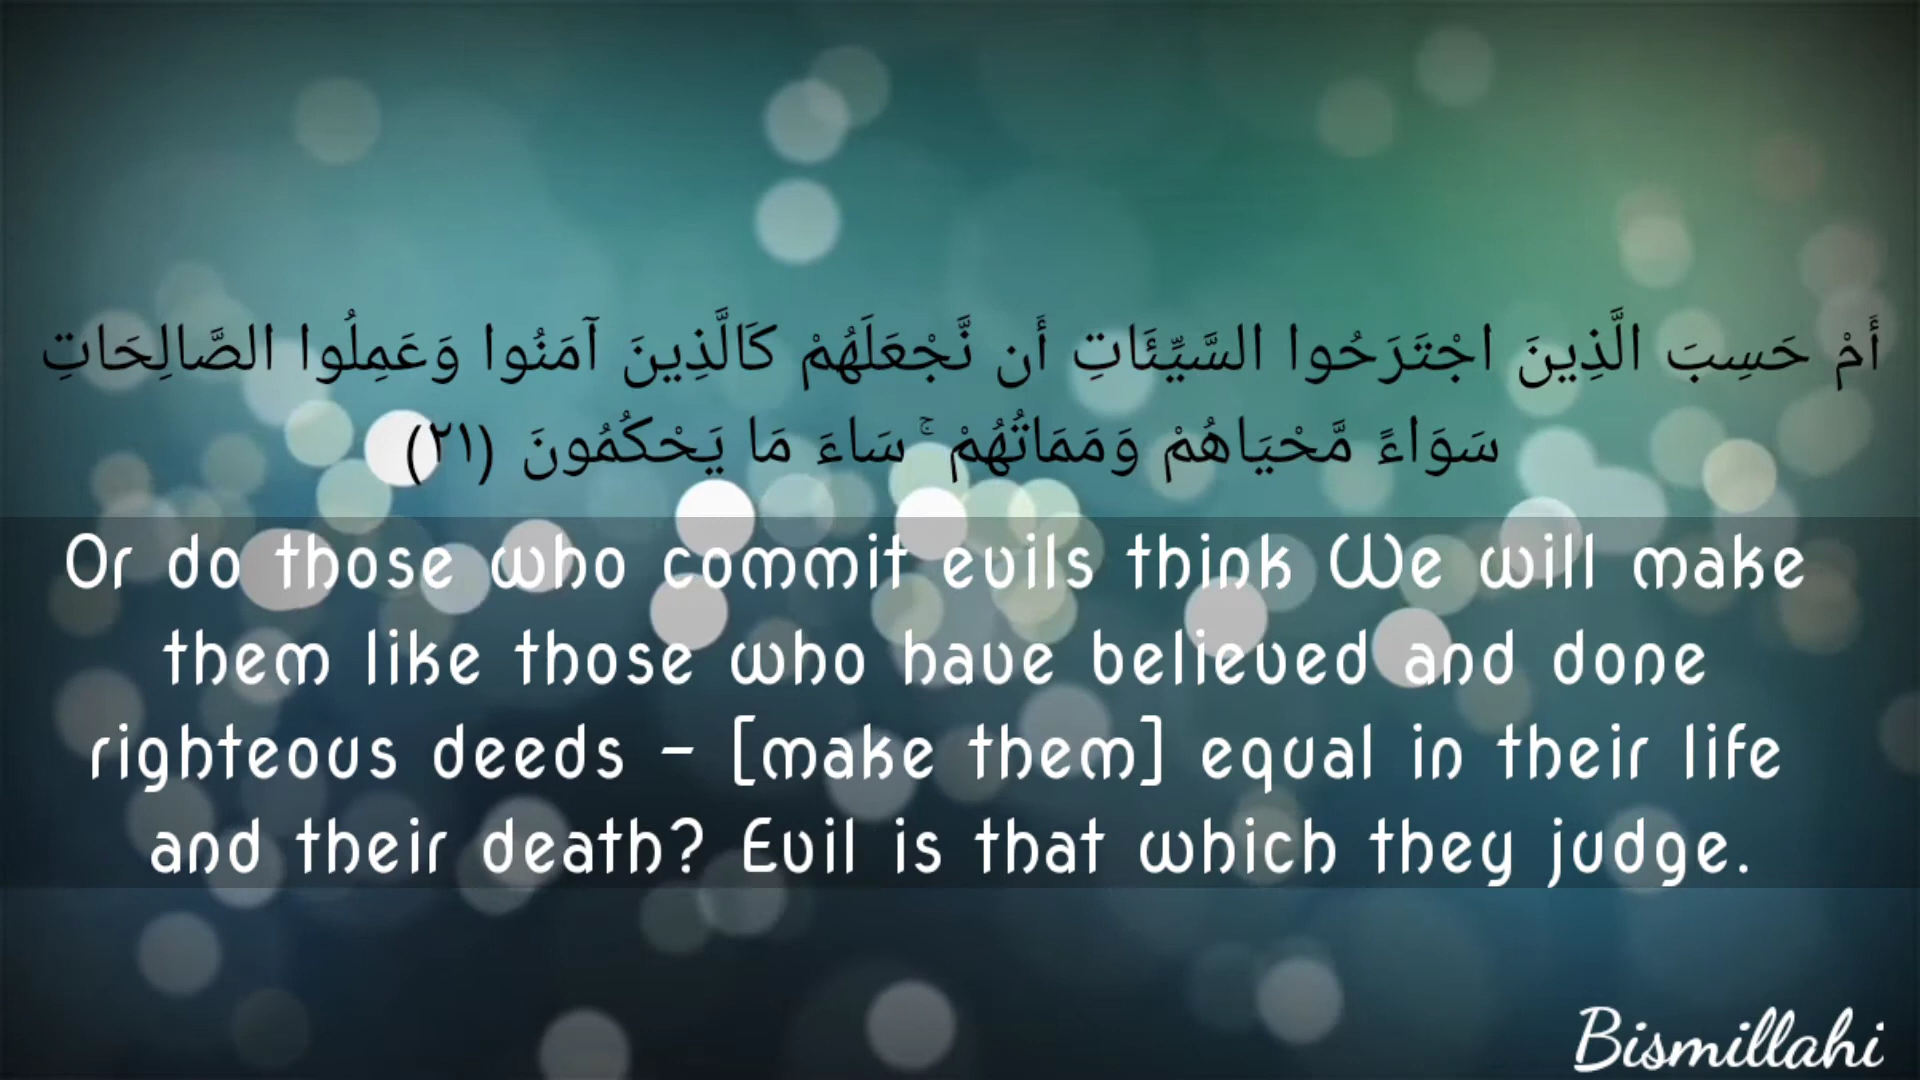 أَمْ حَسِبَ الَّذِينَ اجْتَرَحُوا السَّيِّئَاتِ أَن نَّجْعَلَهُمْ كَالَّذِينَ آمَنُوا وَعَمِلُوا الصَّالِحَاتِ
سَوَاءً مَّحْيَاهُمْ وَمَمَاتُهُمْ ۚ سَاءَ مَا يَحْكُمُونَ (٢١)
Or do those who commit evils think We will make
them like those who have believed and done
righteous deeds - [make them] equal in their life
and their death? Evil is that which they judge.
Bismillahi